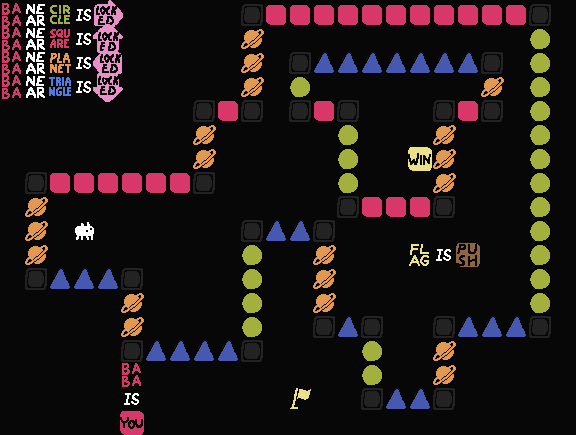 BABA NEAR CIRCLE IS LOCKED
BABA NEAR SQUARE IS LOCKED
BABA NEAR PLANET IS LOCKED
BABA NEAR TRIANGLE IS LOCKED
WIN
FLAG IS PUSH
BABA
IS
YOU